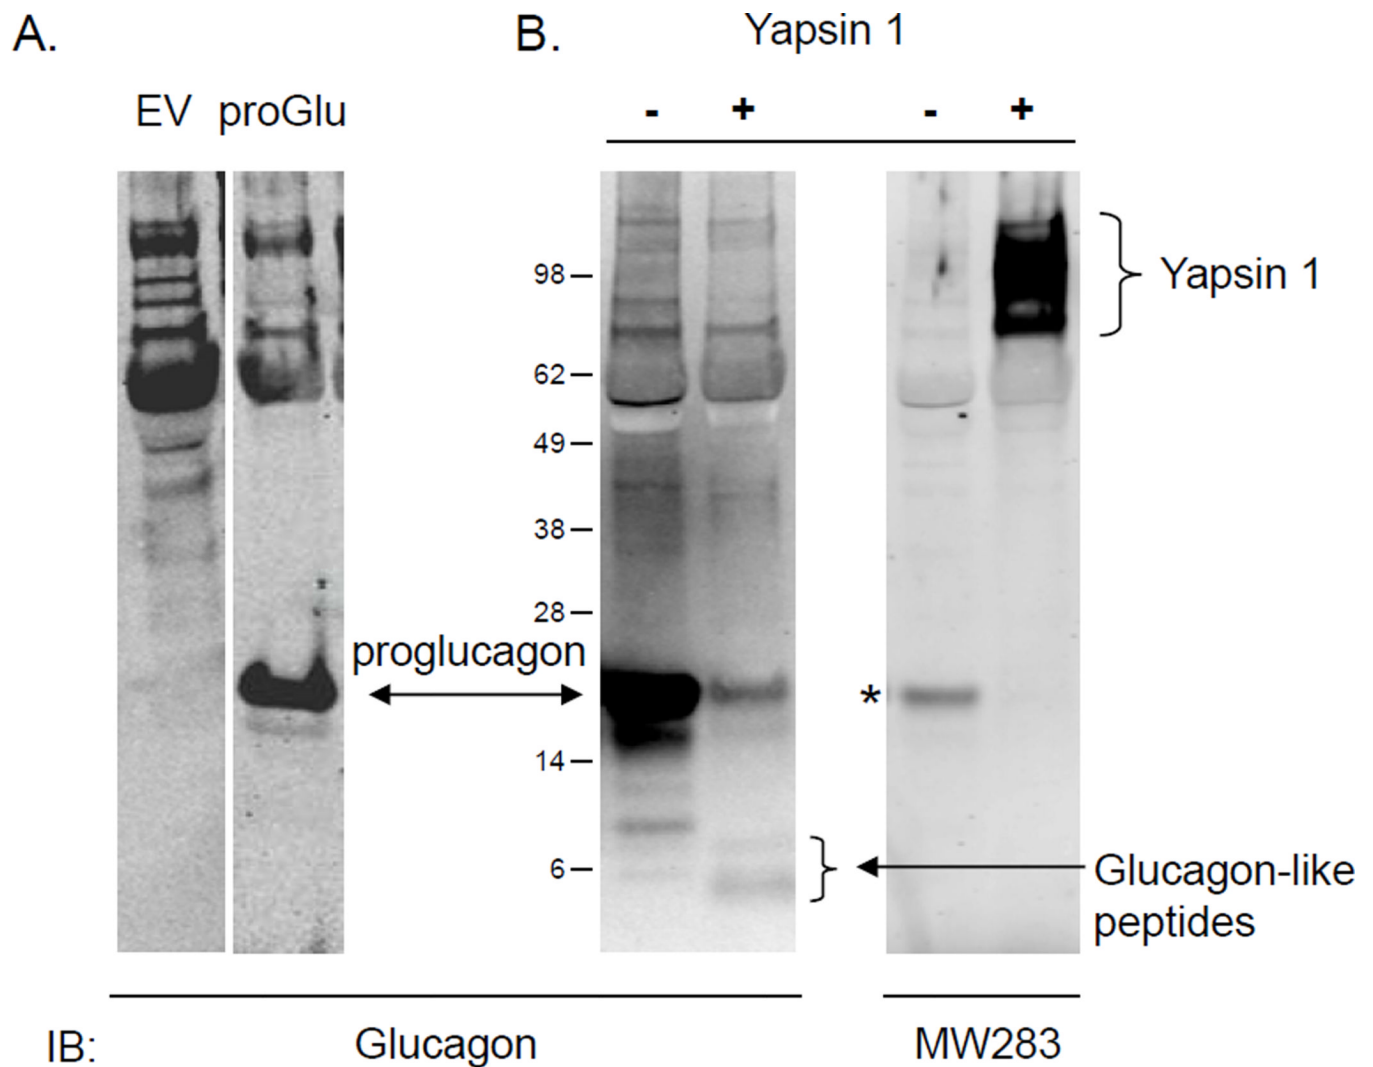 A.
B.
Yapsin 1
EV
proGlu
-
+
-
+
98
62
49
38
28
14
6
proglucagon
*
Yapsin 1
Glucagon-like
peptides
IB:
Glucagon
MW283